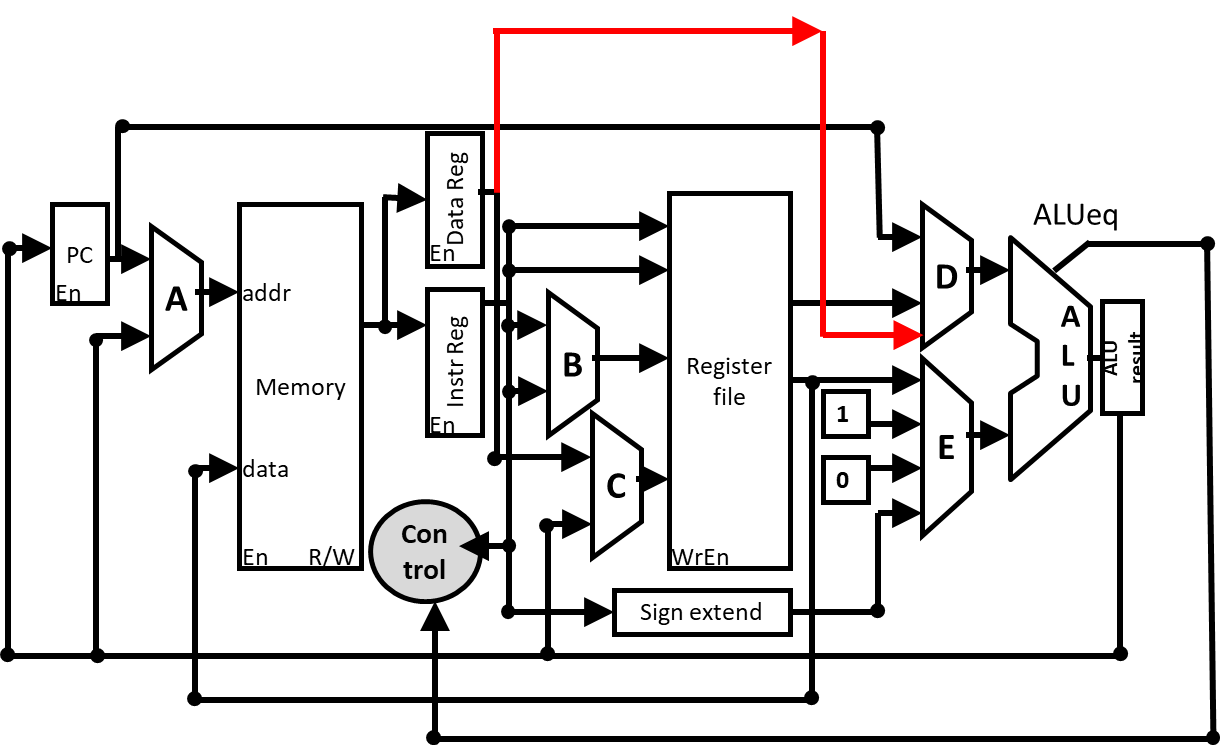 ALUeq
PC
En
A
addr
Memory
data
En R/W
Data Reg
En
Instr Reg
En
B
C
Con
trol
Register
file
WrEn
Sign extend
1
0
D
E
A
L
U
ALU
result